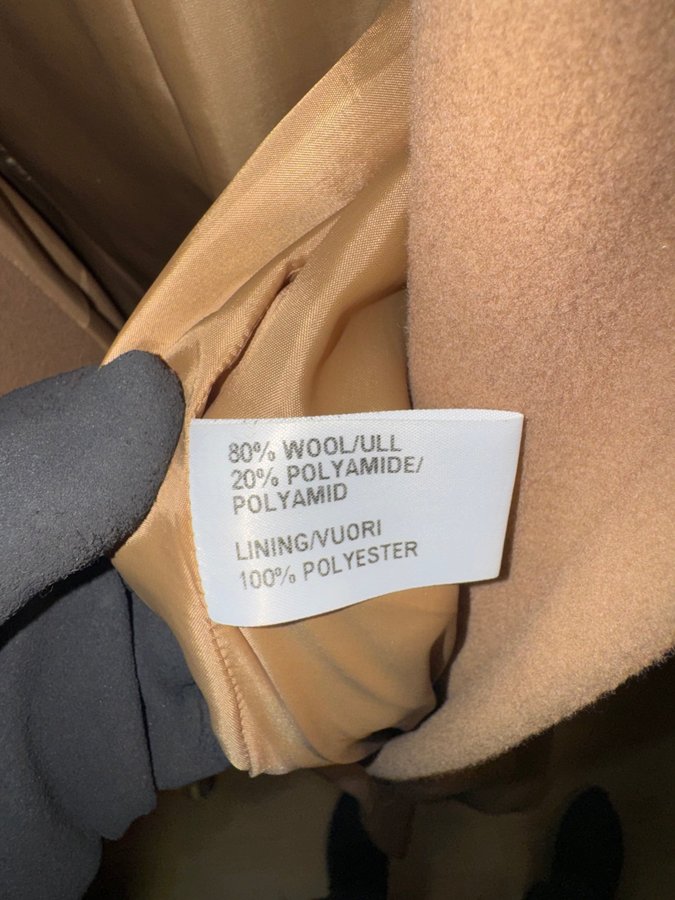 80% WOOL/ULL
20% POLYAMIDE/
POLYAMID
LINING/VUORI
100% POLYESTER